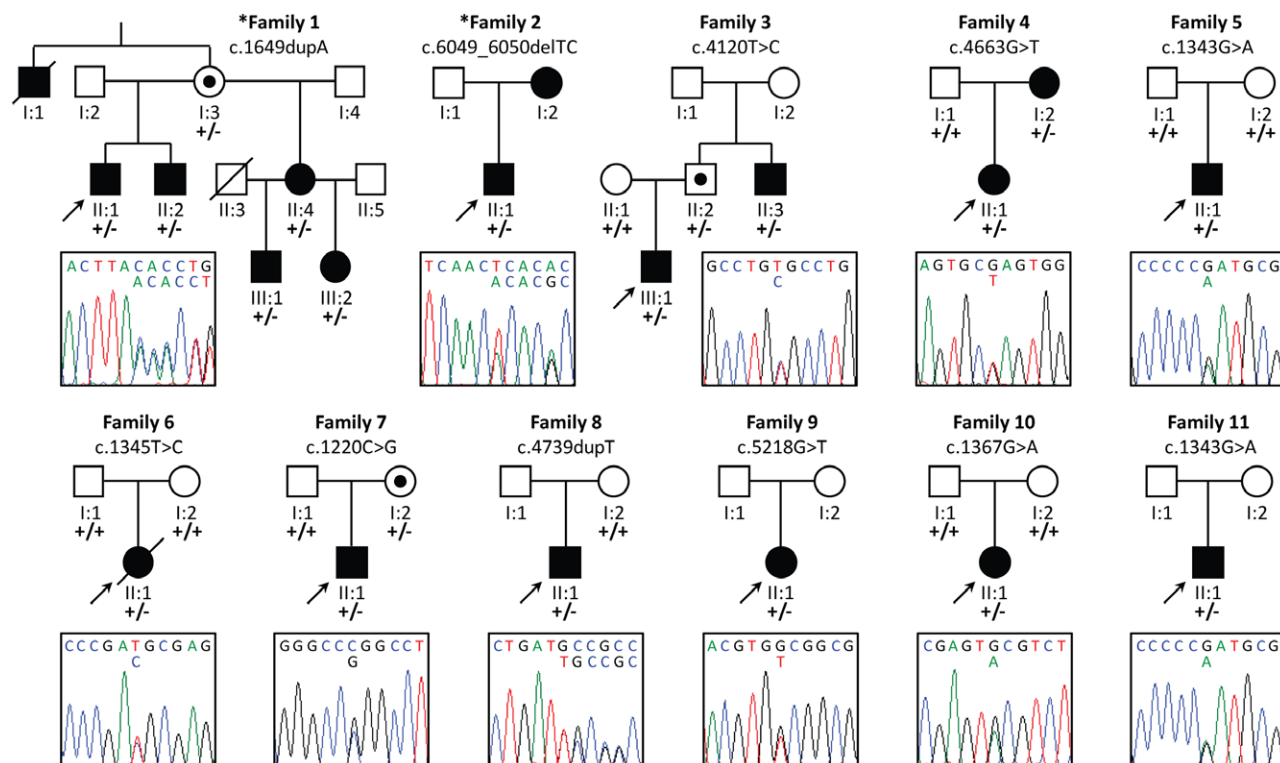 *Family 1
c.1649dupA
I:1
I:2
I:3
+/-
I:4
II:1
+/-
II:2
+/-
II:3
II:4
+/-
II:5
III:1
+/-
III:2
+/-
ACTTACACCTG
ACACCT
*Family 2
c.6049_6050delTC
I:1
I:2
II:1
+/-
TCAACTCACAC
ACACGC
Family 3
c.4120T>C
I:1
I:2
II:1
+/+
II:2
+/-
II:3
+/-
III:1
+/-
GCCTGTGCCTG
C
Family 4
c.4663G>T
I:1
+/+
I:2
+/-
II:1
+/-
AGTGCGAGTGG
T
Family 5
c.1343G>A
I:1
+/+
I:2
+/+
II:1
+/-
CCCCCGATGCG
A
Family 6
c.1345T>C
I:1
+/+
I:2
+/+
II:1
+/-
CCCGATGCGAG
C
Family 7
c.1220C>G
I:1
+/+
I:2
+/-
II:1
+/-
GGGCCCGGCCT
G
Family 8
c.4739dupT
I:1
I:2
+/+
II:1
+/-
CTGATGCCGCC
TGCCGC
Family 9
c.5218G>T
I:1
I:2
II:1
+/-
ACGTGGCGGCG
T
Family 10
c.1367G>A
I:1
+/+
I:2
+/+
II:1
+/-
CGAGTGCGTCT
A
Family 11
c.1343G>A
I:1
I:2
II:1
+/-
CCCCCGATGCG
A